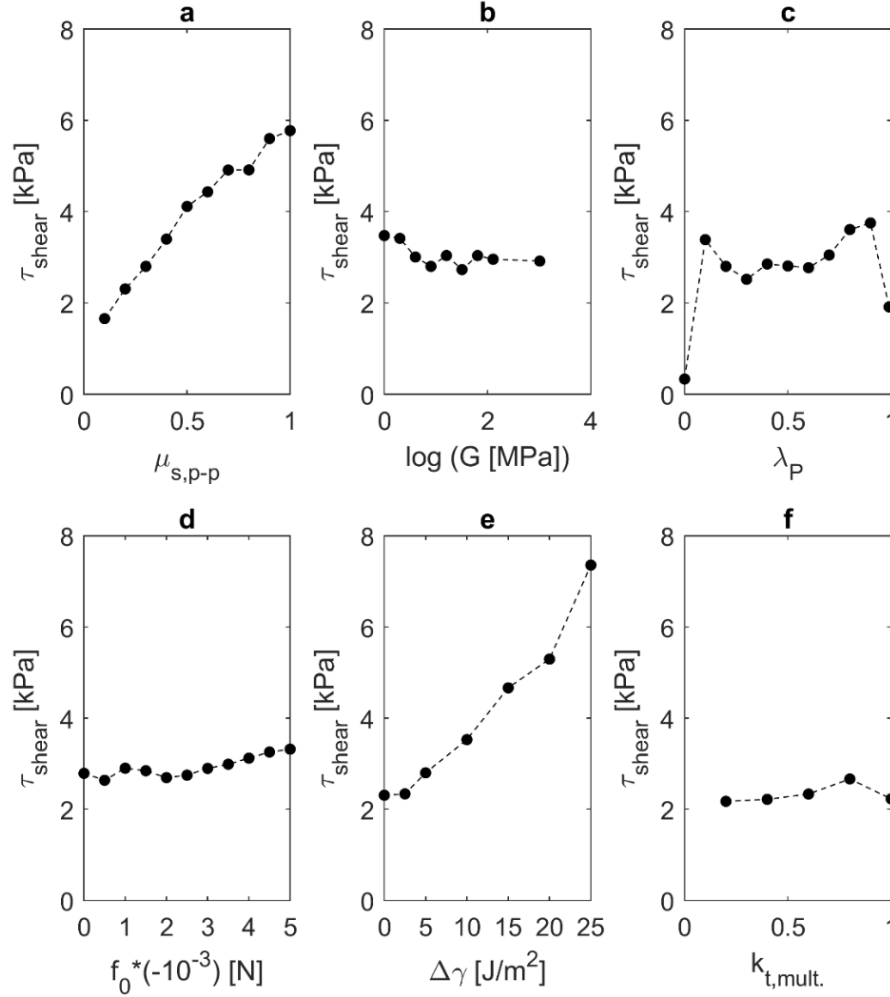 a b c
8 8 8
τshear [kPa] τshear [kPa] τshear [kPa]
6 6 6
4 4 4
2 2 2
0 0 0
0 0.5 1 0 2 4 0 0.5 1
μs,p-p log (G [MPa]) λP
d e f
8 8 8
τshear [kPa] τshear [kPa] τshear [kPa]
6 6 6
4 4 4
2 2 2
0 0 0
0 1 2 3 4 5 0 5 10 15 20 25 0 0.5 1
f0*(-10-3) [N] Δγ [J/m2] kt,mult.